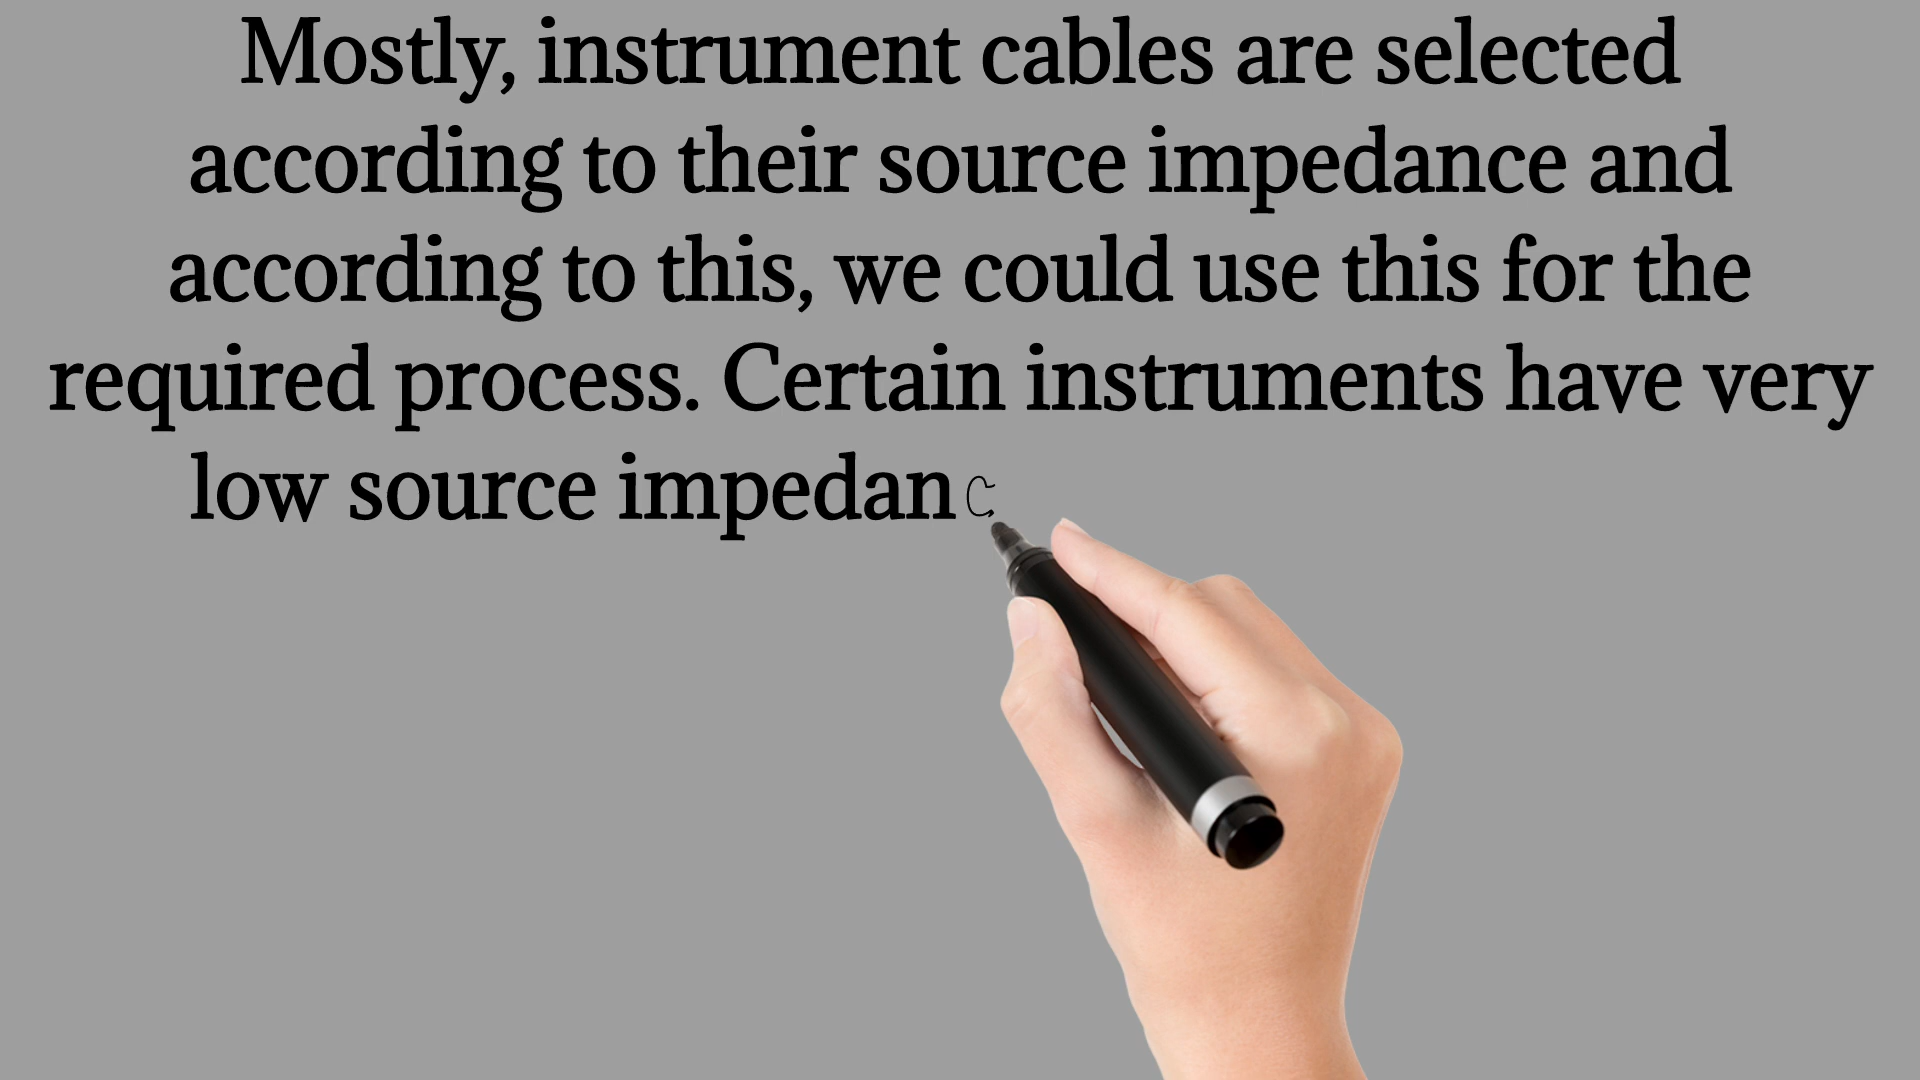 Mostly, instrument cables are selected
according to their source impedance and
according to this, we could use this for the
required process. Certain instruments have very
low source impedanc